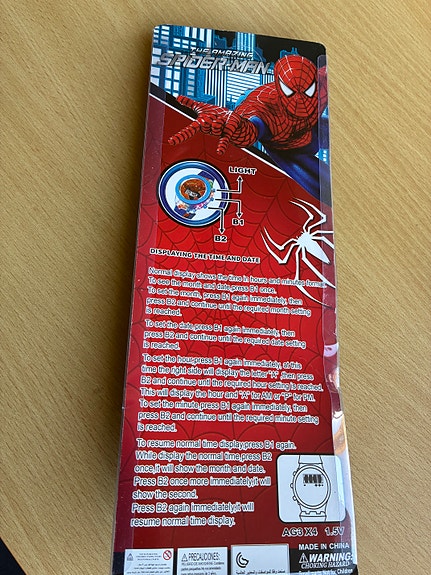 THE AMAZING
SPIDER-MAN
LIGHT
B1
B2
DISPLAYING THE TIME AND DATE
Normal display shows the time in hours and minutes format.
To see the month and date,press B1 once.
To set the month, press B1 again immediately, then
press B2 and continue until the required month setting
is reached.
To set the date,press B1 again immediately, then
press B2 and continue until the required date setting
is reached.
To set the hour,press B1 again immediately, at this
time the right side will display the letter "A" ,then press
B2 and continue until the required hour setting is reached.
This will display the hour and "A" for AM or "P" for PM.
To set the minute,press B1 again immediately, then
press B2 and continue until the required minute setting
is reached.
To resume normal time display,press B1 again.
While display the normal time,press B2
once,it will show the month and date.
Press B2 once more immediately,it will
show the second.
Press B2 again immediately,it will
resume normal time display.
AG3 X4 1.5V
MADE IN CHINA
PRECAUCIONES:
WARNING:
CHOKING HAZARD